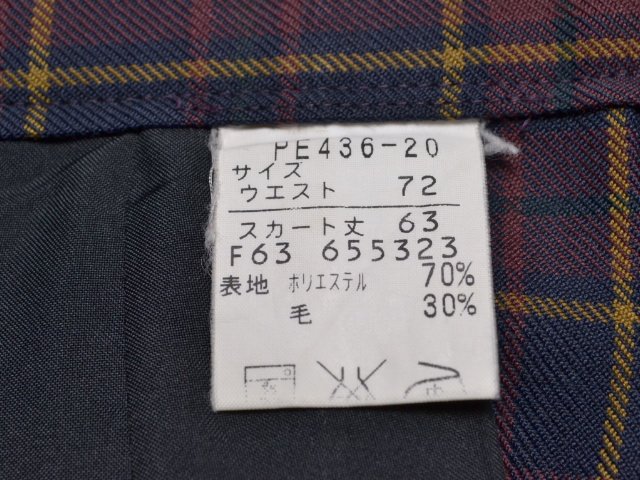 PE436-20
サイズ
ウエスト 72
スカート丈 63
F63 655323
表地 ポリエステル 70%
毛 30%